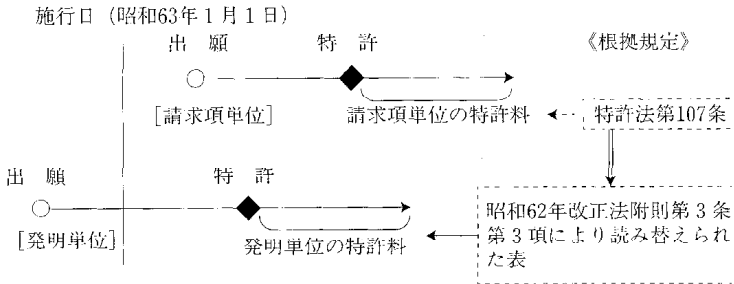 施行日（昭和63年１月１日）
出　願　特　許　《根拠規定》
[請求項単位]　請求項単位の特許料　特許法第107条
出　願　特　許
[発明単位]　発明単位の特許料
昭和62年改正法附則第３条
第３項により読み替えられ
た表